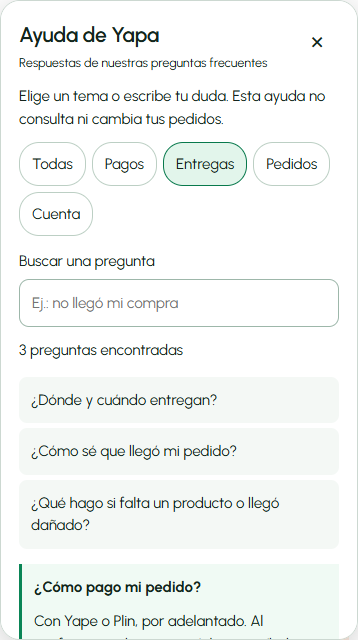 Ayuda de Yapa
×
Respuestas de nuestras preguntas frecuentes
Elige un tema o escribe tu duda. Esta ayuda no
consulta ni cambia tus pedidos.
Todas
Pagos
Entregas
Pedidos
Cuenta
Buscar una pregunta
Ej.: no llegó mi compra
3 preguntas encontradas
¿Dónde y cuándo entregan?
¿Cómo sé que llegó mi pedido?
¿Qué hago si falta un producto o llegó
dañado?
¿Cómo pago mi pedido?
Con Yape o Plin, por adelantado. Al